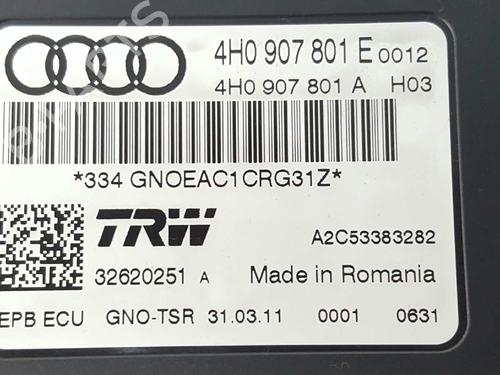 4H0 907 801 E 0012
4H0 907 801 A H03
*334 GNOEAC1CRG31Z*
TRW A2C53383282
32620251 A Made in Romania
EPB ECU GNO-TSR 31.03.11 0001 0631